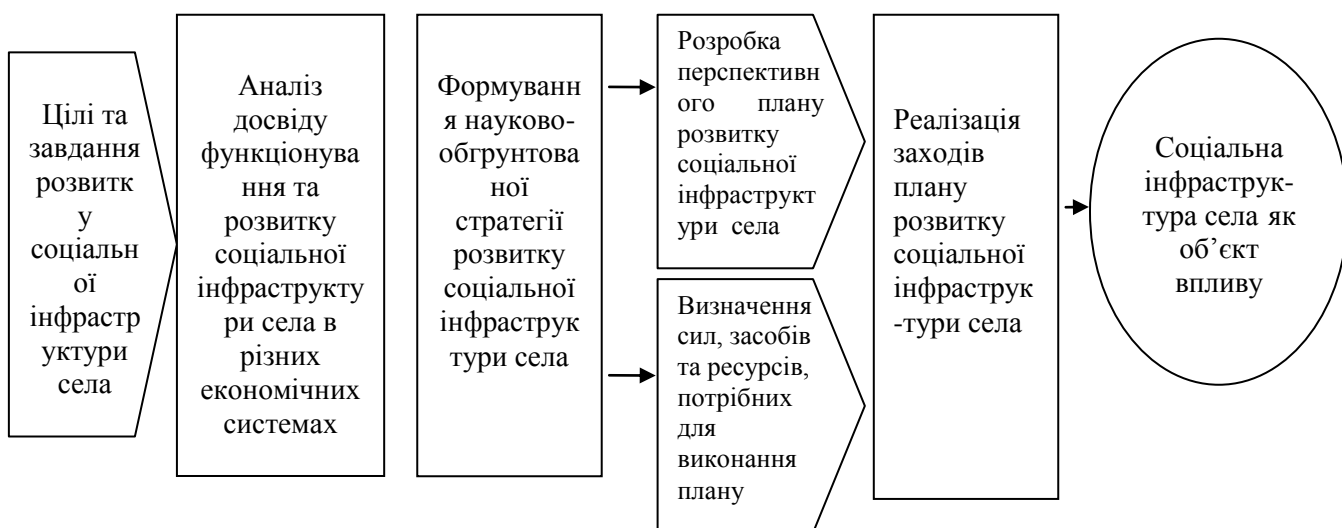 Цілі та
завдання
розвитк
у
соціальн
ої
інфрастр
уктури
села
Аналіз
досвіду
функціонува
ння та
розвитку
соціальної
інфраструкту
ри села в
різних
економічних
системах
Формуванн
я науково-
обгрунтова
ної
стратегії
розвитку
соціальної
інфраструк
тури села
Розробка
перспективн
ого плану
розвитку
соціальної
інфраструкт
ури села
Визначення
сил, засобів
та ресурсів,
потрібних
для
виконання
плану
Реалізація
заходів
плану
розвитку
соціальної
інфраструк
-тури села
Соціальна
інфраструк-
тура села як
об’єкт
впливу